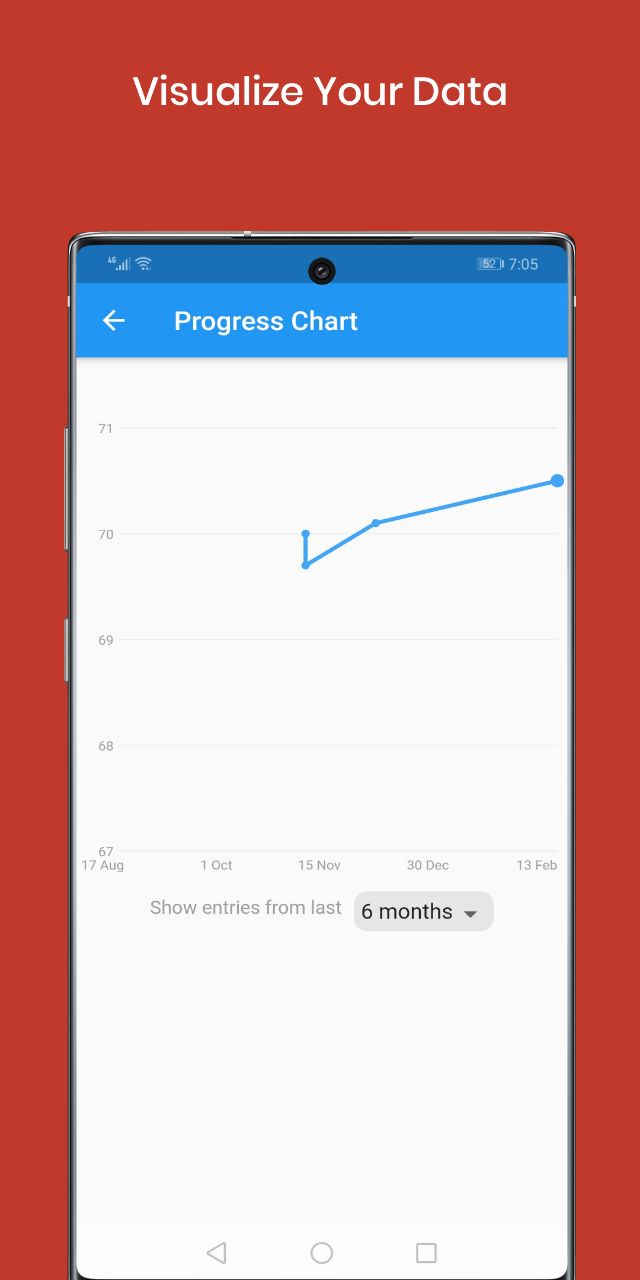 Visualize Your Data
4G
52 7:05
Progress Chart
71
70
69
68
67
17 Aug 1 Oct 15 Nov 30 Dec 13 Feb
Show entries from last 6 months